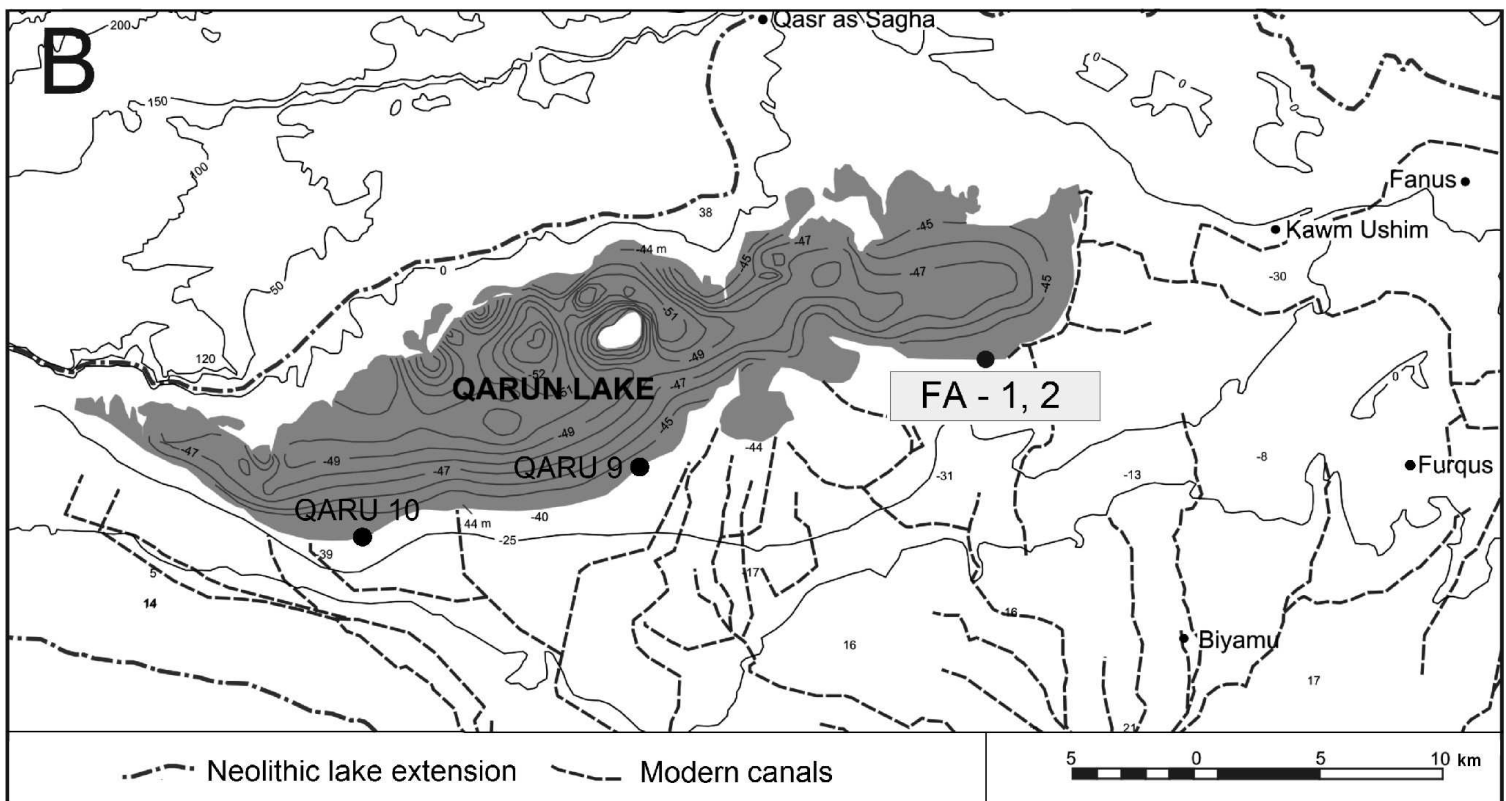 B
200
Qasr as Sagha
0
0
0
150
100
Fanus
38
-45
-47
Kawm Ushim
-44 m
-45
0
-30
50
-47
-45
-51
120
-49
-52
QARUN LAKE
-51
-47
FA - 1, 2
-45
-49
-44
0
-47
-49
QARU 9
-8
Furqus
-47
-31
-13
QARU 10
44 m
-40
-25
39
5
-17
14
16
16
Biyamu
17
21
Neolithic lake extension
Modern canals
5 0 5 10 km